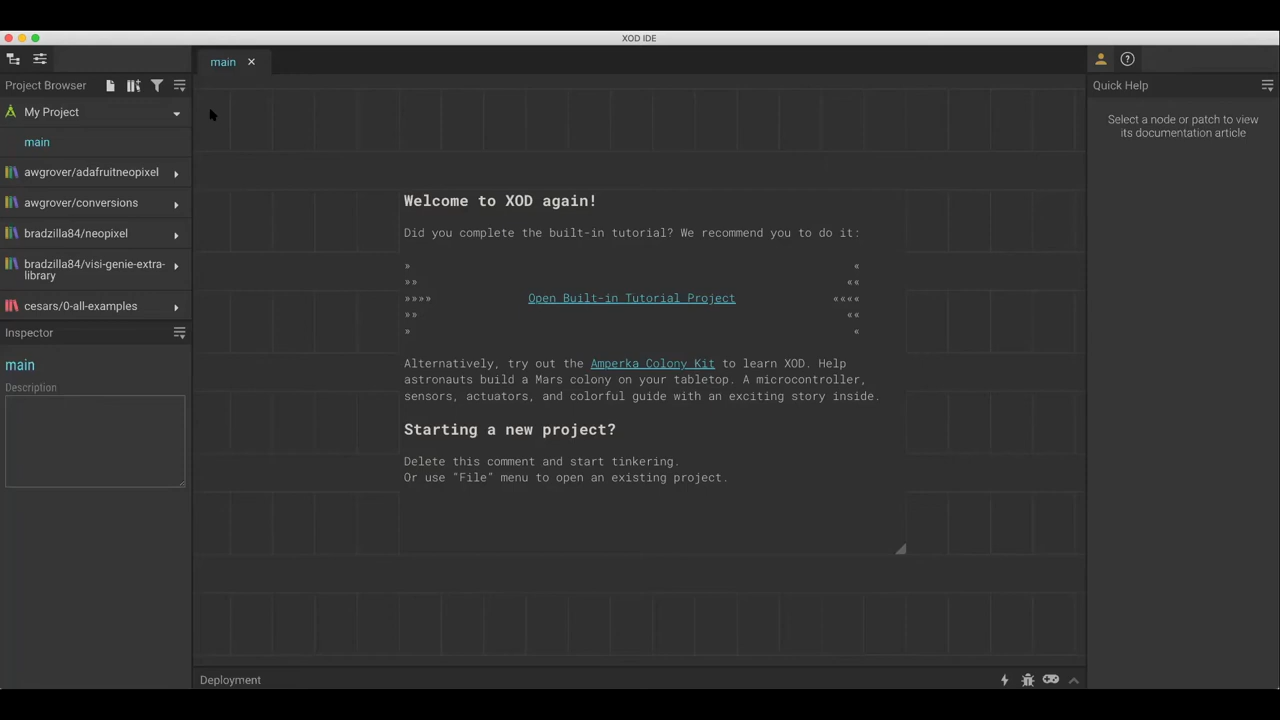 XOD IDE
main
Project Browser
My Project
main
awgrover/adafruitneopixel
awgrover/conversions
bradzilla84/neopixel
bradzilla84/visi-genie-extra-
library
cesars/0-all-examples
Inspector
main
Description
Welcome to XOD again!
Did you complete the built-in tutorial? We recommend you to do it:
» «
»» ««
»»»» Open Built-in Tutorial Project ««««
»» ««
» «
Alternatively, try out the Amperka Colony Kit to learn XOD. Help
astronauts build a Mars colony on your tabletop. A microcontroller,
sensors, actuators, and colorful guide with an exciting story inside.
Starting a new project?
Delete this comment and start tinkering.
Or use “File” menu to open an existing project.
Deployment
Quick Help
Select a node or patch to view
its documentation article